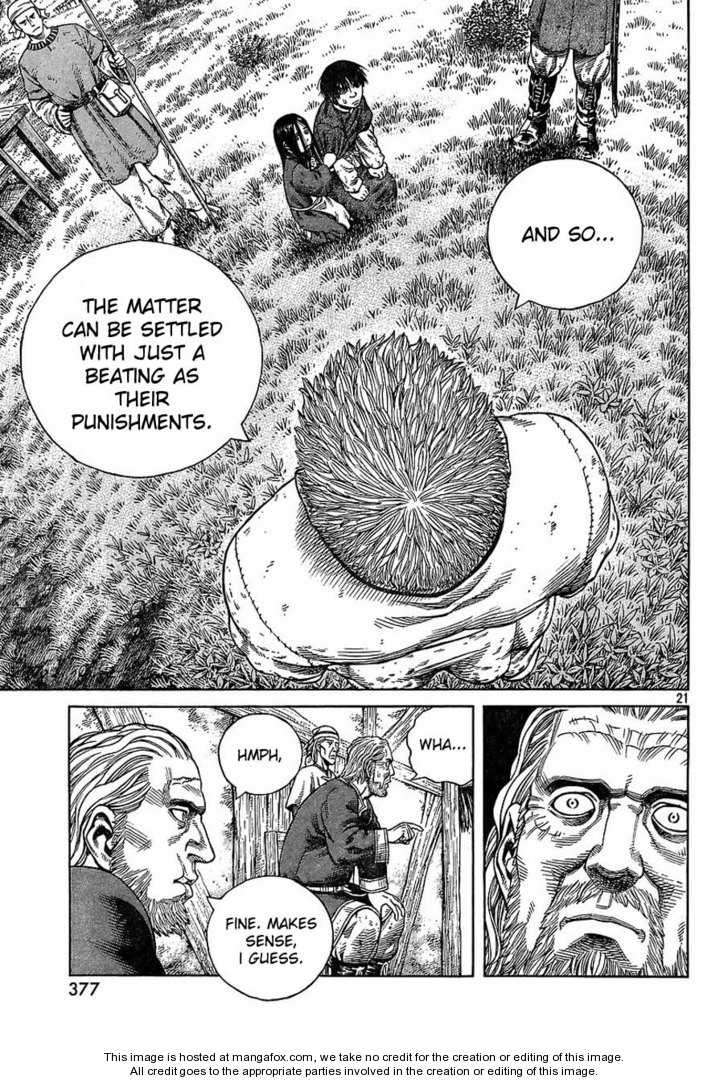 AND SO...
THE MATTER
CAN BE SETTLED
WITH JUST A
BEATING AS
THEIR
PUNISHMENTS.
21
WHA...
HMPH,
FINE. MAKES
SENSE,
I GUESS.
377
This image is hosted at mangafox.com, we take no credit for the creation or editing of this image.
All credit goes to the appropriate parties involved in the creation or editing of this image.